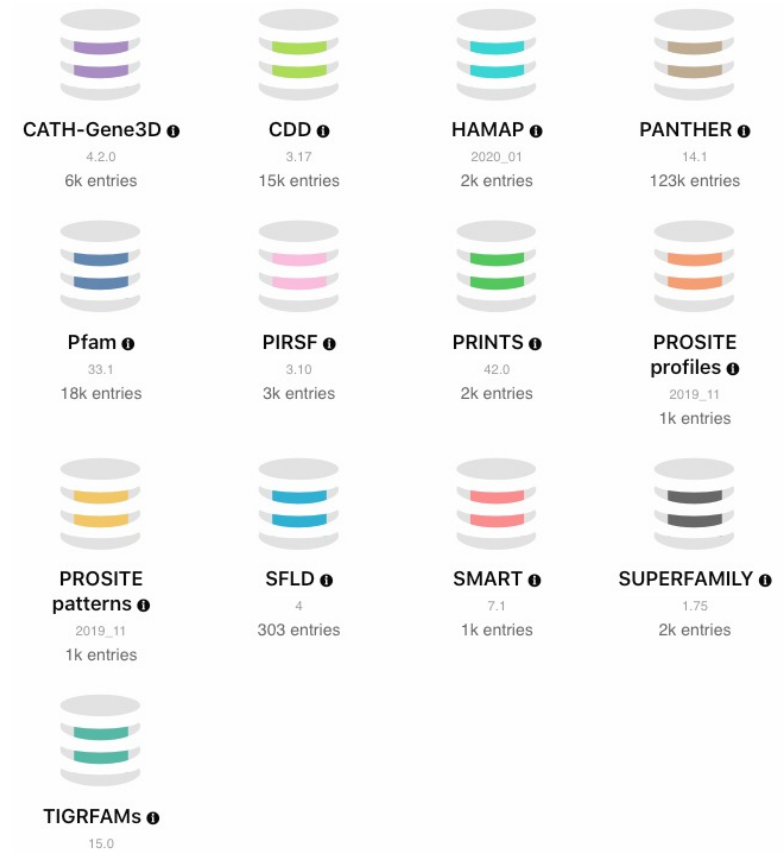 CATH-Gene3D
4.2.0
6k entries
CDD
3.17
15k entries
HAMAP
2020_01
2k entries
PANTHER
14.1
123k entries
Pfam
33.1
18k entries
PIRSF
3.10
3k entries
PRINTS
42.0
2k entries
PROSITE
profiles
2019_11
1k entries
PROSITE
patterns
2019_11
1k entries
SFLD
4
303 entries
SMART
7.1
1k entries
SUPERFAMILY
1.75
2k entries
TIGRFAMs
15.0